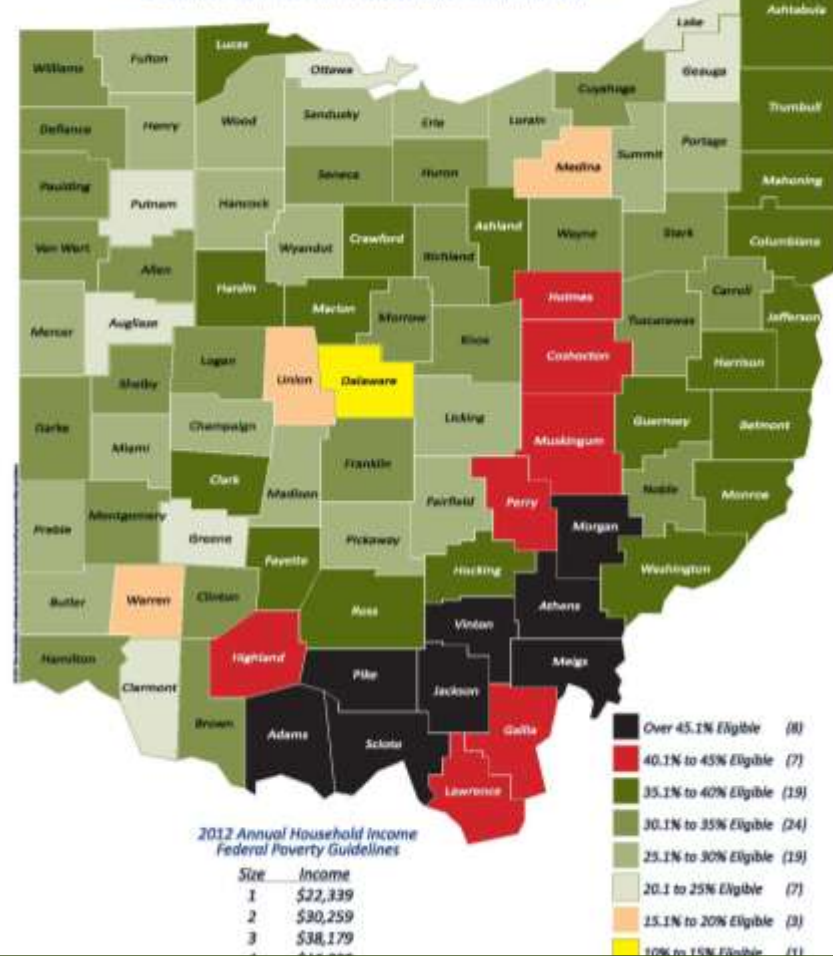 Ashtabula
Lake
Lucas
Geauga
Fulton
Williams
Ottawa
Cuyahoga
Trumbull
Sandusky
Wood
Erie
Lorain
Defiance
Henry
Portage
Summit
Medina
Seneca
Huron
Mahoning
Paulding
Putnam
Hancock
Ashland
Wayne
Stark
Crawford
Columbiana
Van Wert
Wyandot
Richland
Allen
Hardin
Carroll
Holmes
Marion
Morrow
Jefferson
Tuscarawas
Auglaize
Mercer
Knox
Coshocton
Logan
Harrison
Union
Delaware
Shelby
Licking
Guernsey
Belmont
Champaign
Darke
Muskingum
Miami
Franklin
Clark
Noble
Madison
Monroe
Fairfield
Perry
Montgomery
Preble
Morgan
Greene
Pickaway
Fayette
Hocking
Washington
Butler
Warren
Clinton
Ross
Athens
Vinton
Hamilton
Highland
Meigs
Pike
Clermont
Jackson
Brown
Gallia
Adams
Scioto
Lawrence
Over 45.1% Eligible (8)
40.1% to 45% Eligible (7)
35.1% to 40% Eligible (19)
30.1% to 35% Eligible (24)
25.1% to 30% Eligible (19)
20.1 to 25% Eligible (7)
15.1% to 20% Eligible (3)
10% to 15% Eligible (1)
2012 Annual Household Income
Federal Poverty Guidelines
Size Income
1 $22,339
2 $30,259
3 $38,179